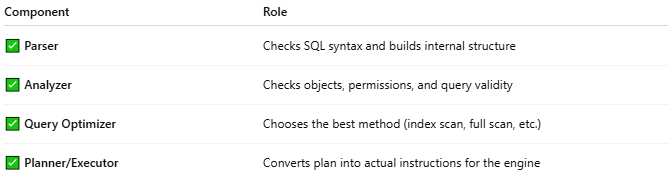 Component Role
✅ Parser Checks SQL syntax and builds internal structure
✅ Analyzer Checks objects, permissions, and query validity
✅ Query Optimizer Chooses the best method (index scan, full scan, etc.)
✅ Planner/Executor Converts plan into actual instructions for the engine